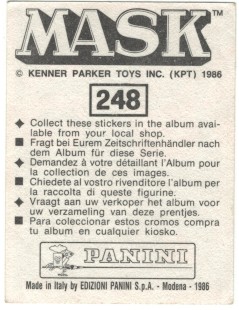 MASK™
© KENNER PARKER TOYS INC. (KPT) 1986
248
◆ Collect these stickers in the album avai-
lable from your local shop.
■ Fragt bei Eurem Zeitschriftenhändler nach
dem Album für diese Serie.
◆ Demandez à votre détaillant l'Album pour
la collection de ces images.
■ Chiedete al vostro rivenditore l'album per
la raccolta di queste figurine.
◆ Vraagt aan uw verkoper het album voor
uw verzameling van deze prentjes.
■ Para coleccionar estos cromos compra
tu album en cualquier kiosko.
PANINI
Made in Italy by EDIZIONI PANINI S.p.A. - Modena - 1986